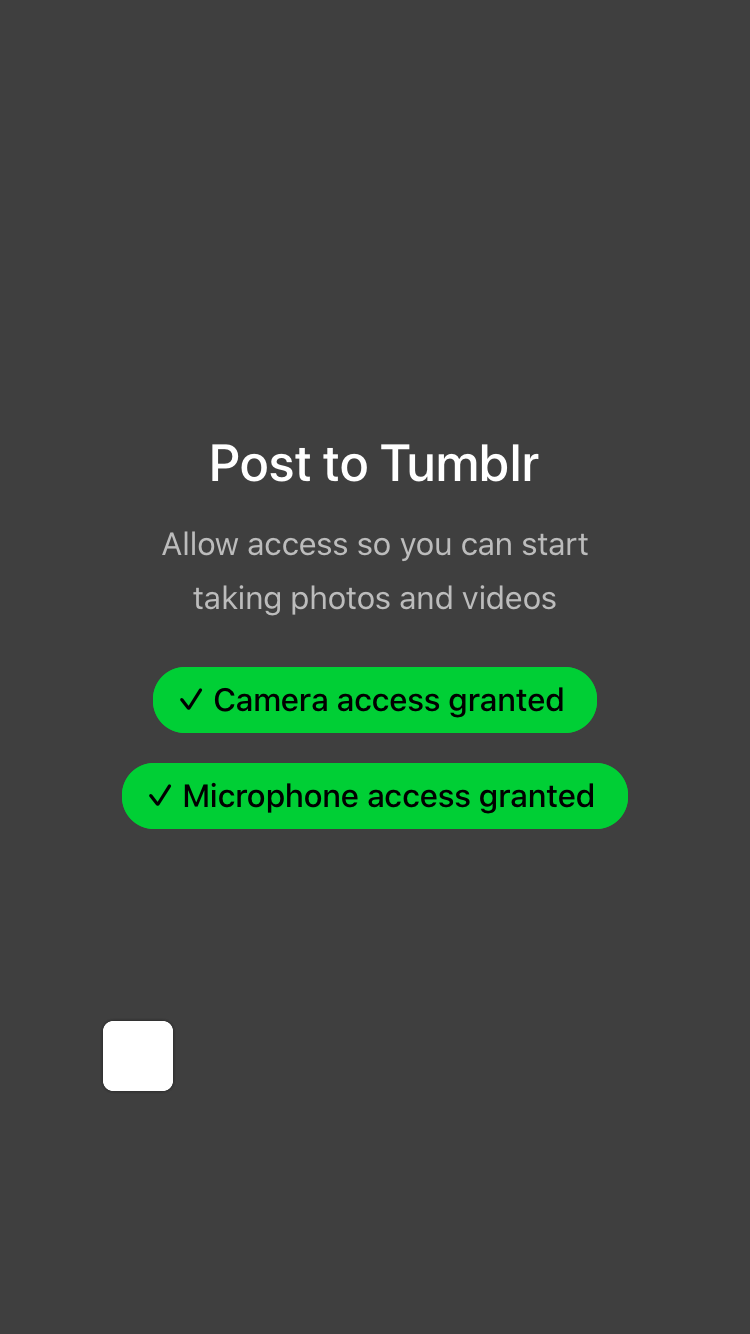 Post to Tumblr
Allow access so you can start
taking photos and videos
✓ Camera access granted
✓ Microphone access granted